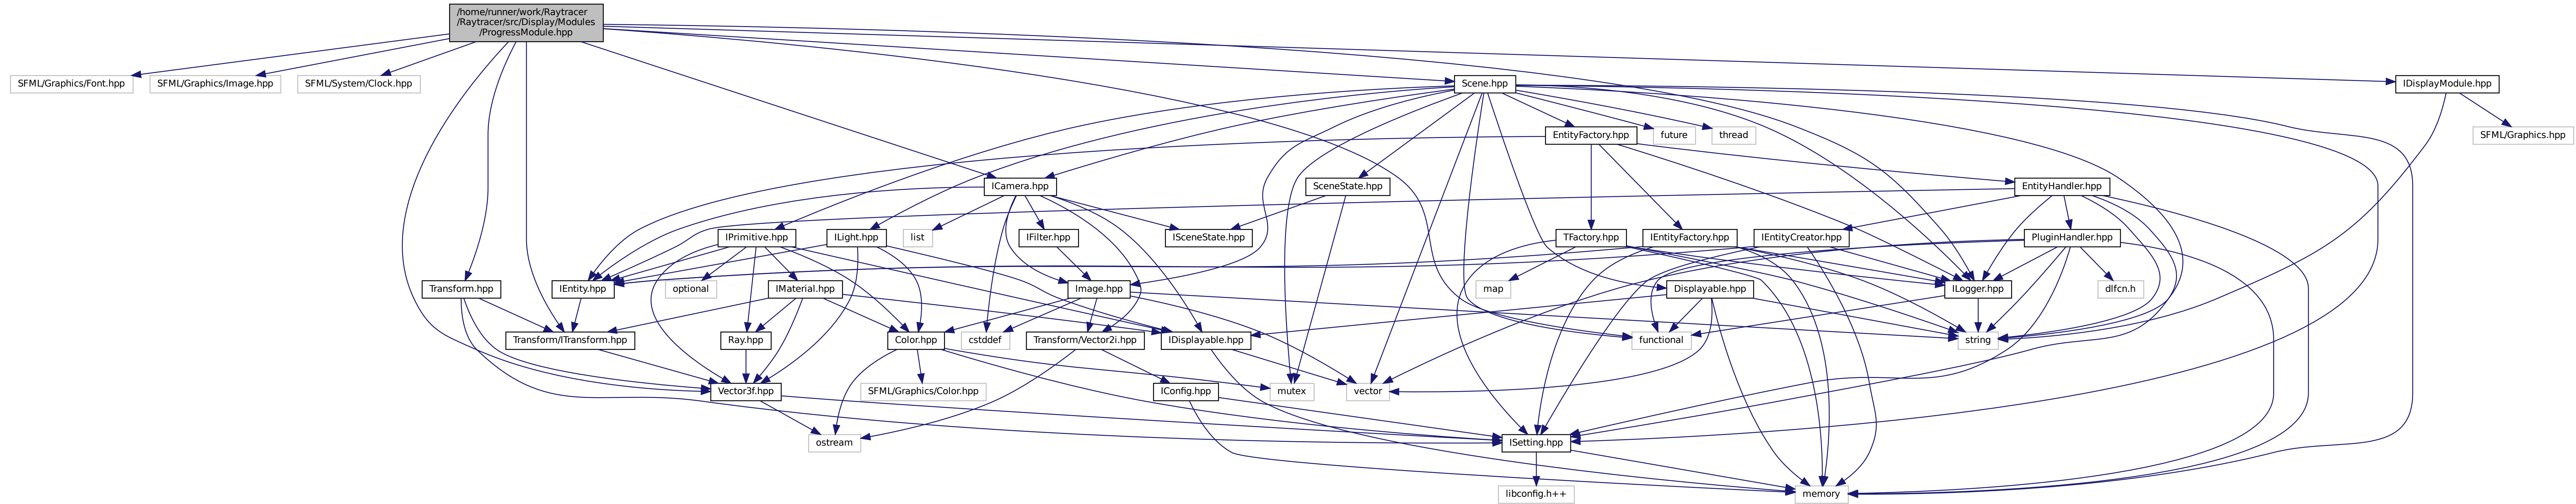 /home/runner/work/Raytracer
/Raytracer/src/Display/Modules
/ProgressModule.hpp
SFML/Graphics/Font.hpp
SFML/Graphics/Image.hpp
SFML/System/Clock.hpp
Scene.hpp
IDisplayModule.hpp
EntityFactory.hpp
future
thread
SFML/Graphics.hpp
ICamera.hpp
SceneState.hpp
EntityHandler.hpp
IPrimitive.hpp
ILight.hpp
list
IFilter.hpp
ISceneState.hpp
TFactory.hpp
IEntityFactory.hpp
IEntityCreator.hpp
PluginHandler.hpp
Transform.hpp
IEntity.hpp
optional
IMaterial.hpp
Image.hpp
map
Displayable.hpp
ILogger.hpp
dlfcn.h
Transform/ITransform.hpp
Ray.hpp
Color.hpp
cstddef
Transform/Vector2i.hpp
IDisplayable.hpp
functional
string
Vector3f.hpp
SFML/Graphics/Color.hpp
IConfig.hpp
mutex
vector
ostream
ISetting.hpp
libconfig.h++
memory